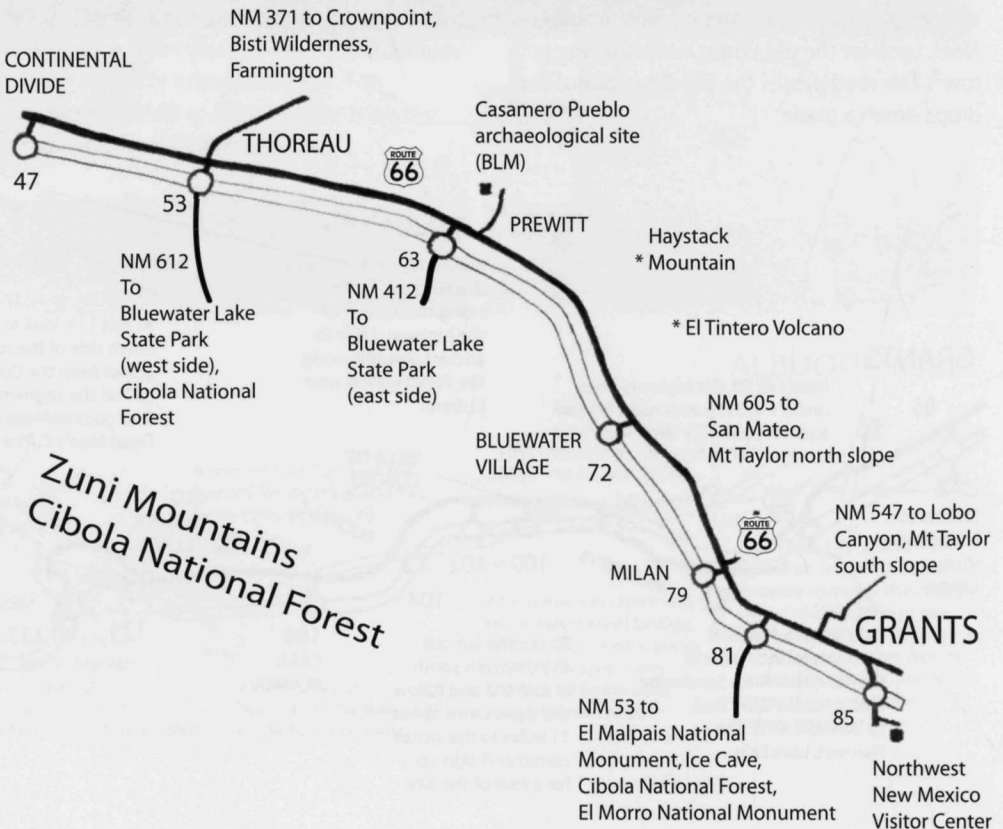 NM 371 to Crownpoint,
Bisti Wilderness,
Farmington
CONTINENTAL
DIVIDE
THOREAU
ROUTE
66
Casamero Pueblo
archaeological site
(BLM)
47
53
63
PREWITT
Haystack
* Mountain
NM 612
To
Bluewater Lake
State Park
(west side),
Cibola National
Forest
NM 412
To
Bluewater Lake
State Park
(east side)
* El Tintero Volcano
NM 605 to
San Mateo,
Mt Taylor north slope
BLUEWATER
VILLAGE
72
Zuni Mountains
Cibola National Forest
ROUTE
66
NM 547 to Lobo
Canyon, Mt Taylor
south slope
MILAN
79
GRANTS
81
85
NM 53 to
El Malpais National
Monument, Ice Cave,
Cibola National Forest,
El Morro National Monument
Northwest
New Mexico
Visitor Center